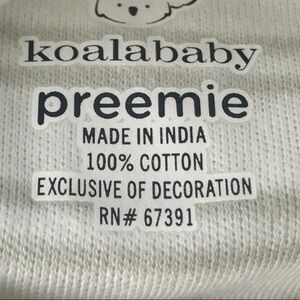 koalababy
preemie
MADE IN INDIA
100% COTTON
EXCLUSIVE OF DECORATION
RN# 67391